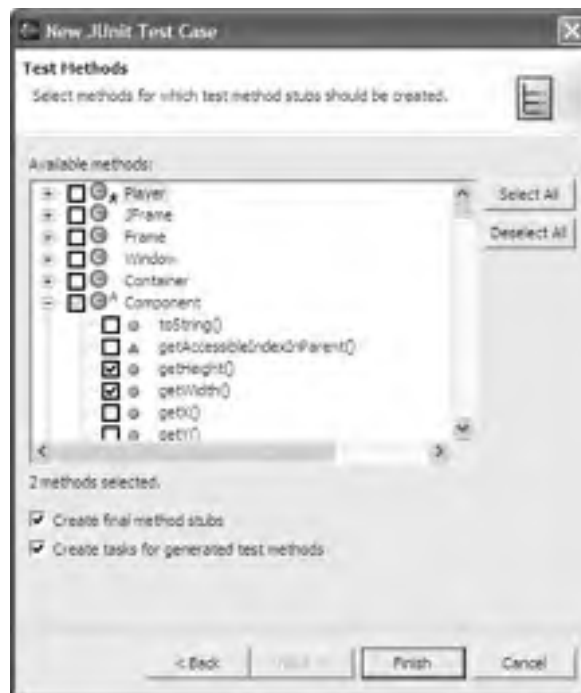 New JUnit Test Case
Test Methods
Select methods for which test method stubs should be created.
Available methods:
Player
JFrame
Frame
Window
Container
Component
toString()
getAccessibleIndexInParent()
getHeight()
getWidth()
getX()
getY()
Select All
Deselect All
2 methods selected.
Create final method stubs
Create tasks for generated test methods
< Back
Next >
Finish
Cancel